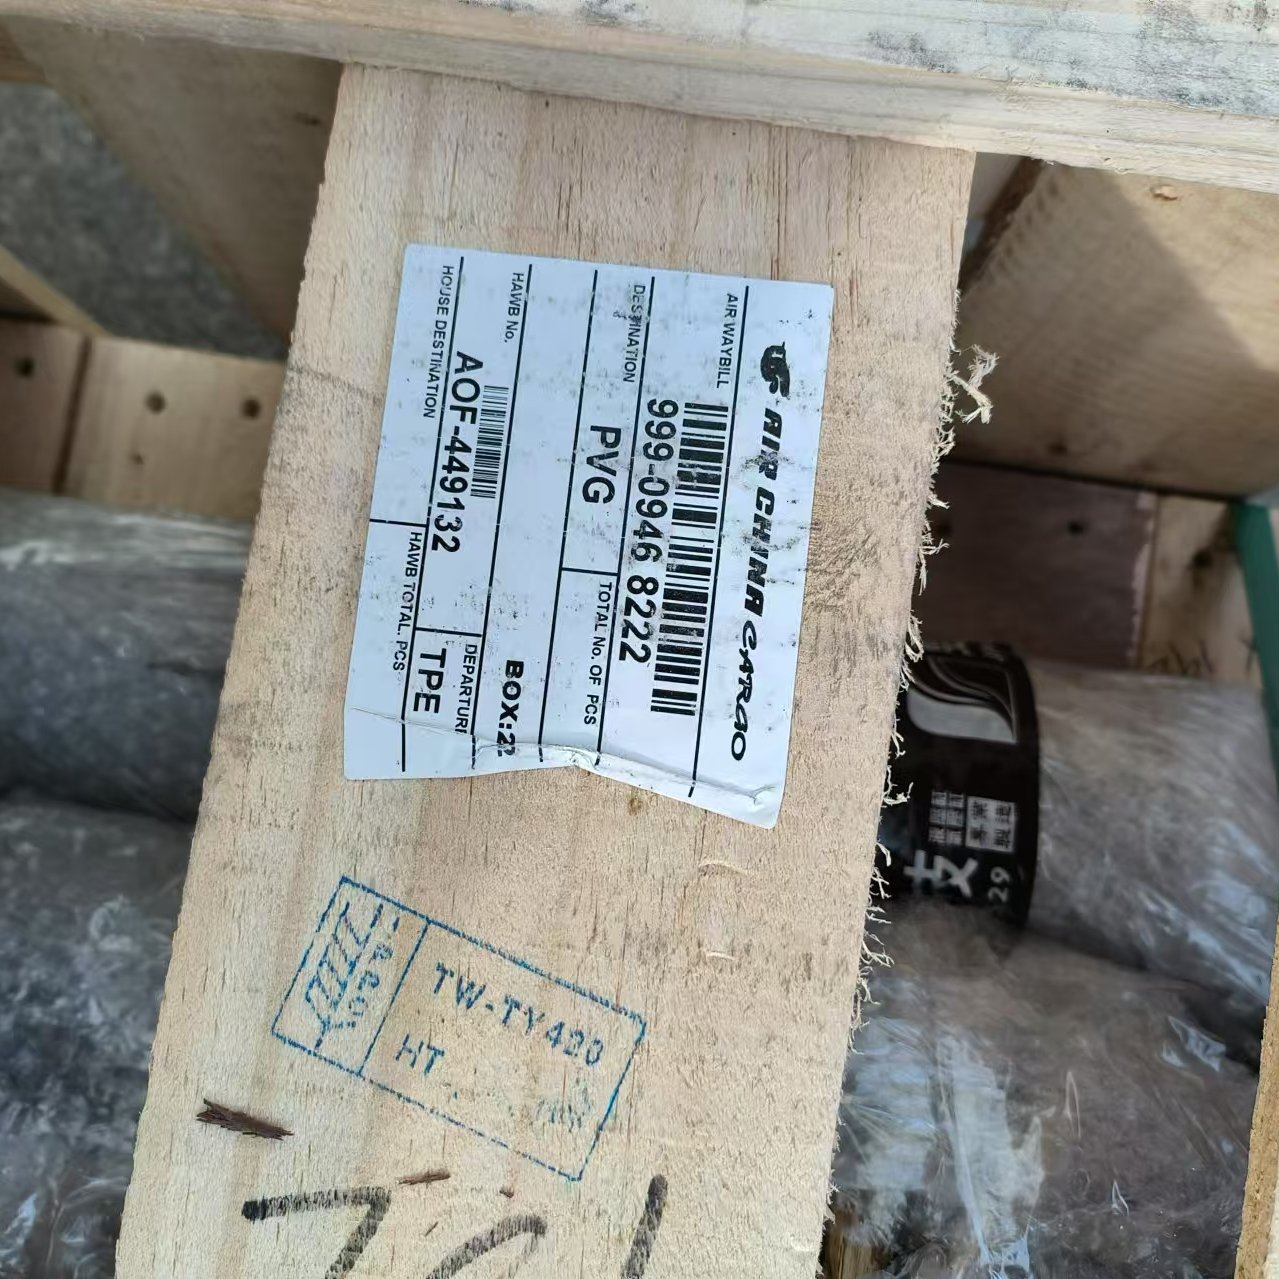 AIR CHINA CARGO
AIR WAYBILL
999-0946 8222
DESTINATION
PVG
TOTAL No. OF PCS
BOX:2
HAWB No.
AOF-449132
DEPARTURE
TPE
HOUSE DESTINATION
HAWB TOTAL. PCS
IPPC
TW-TY420
HT
29